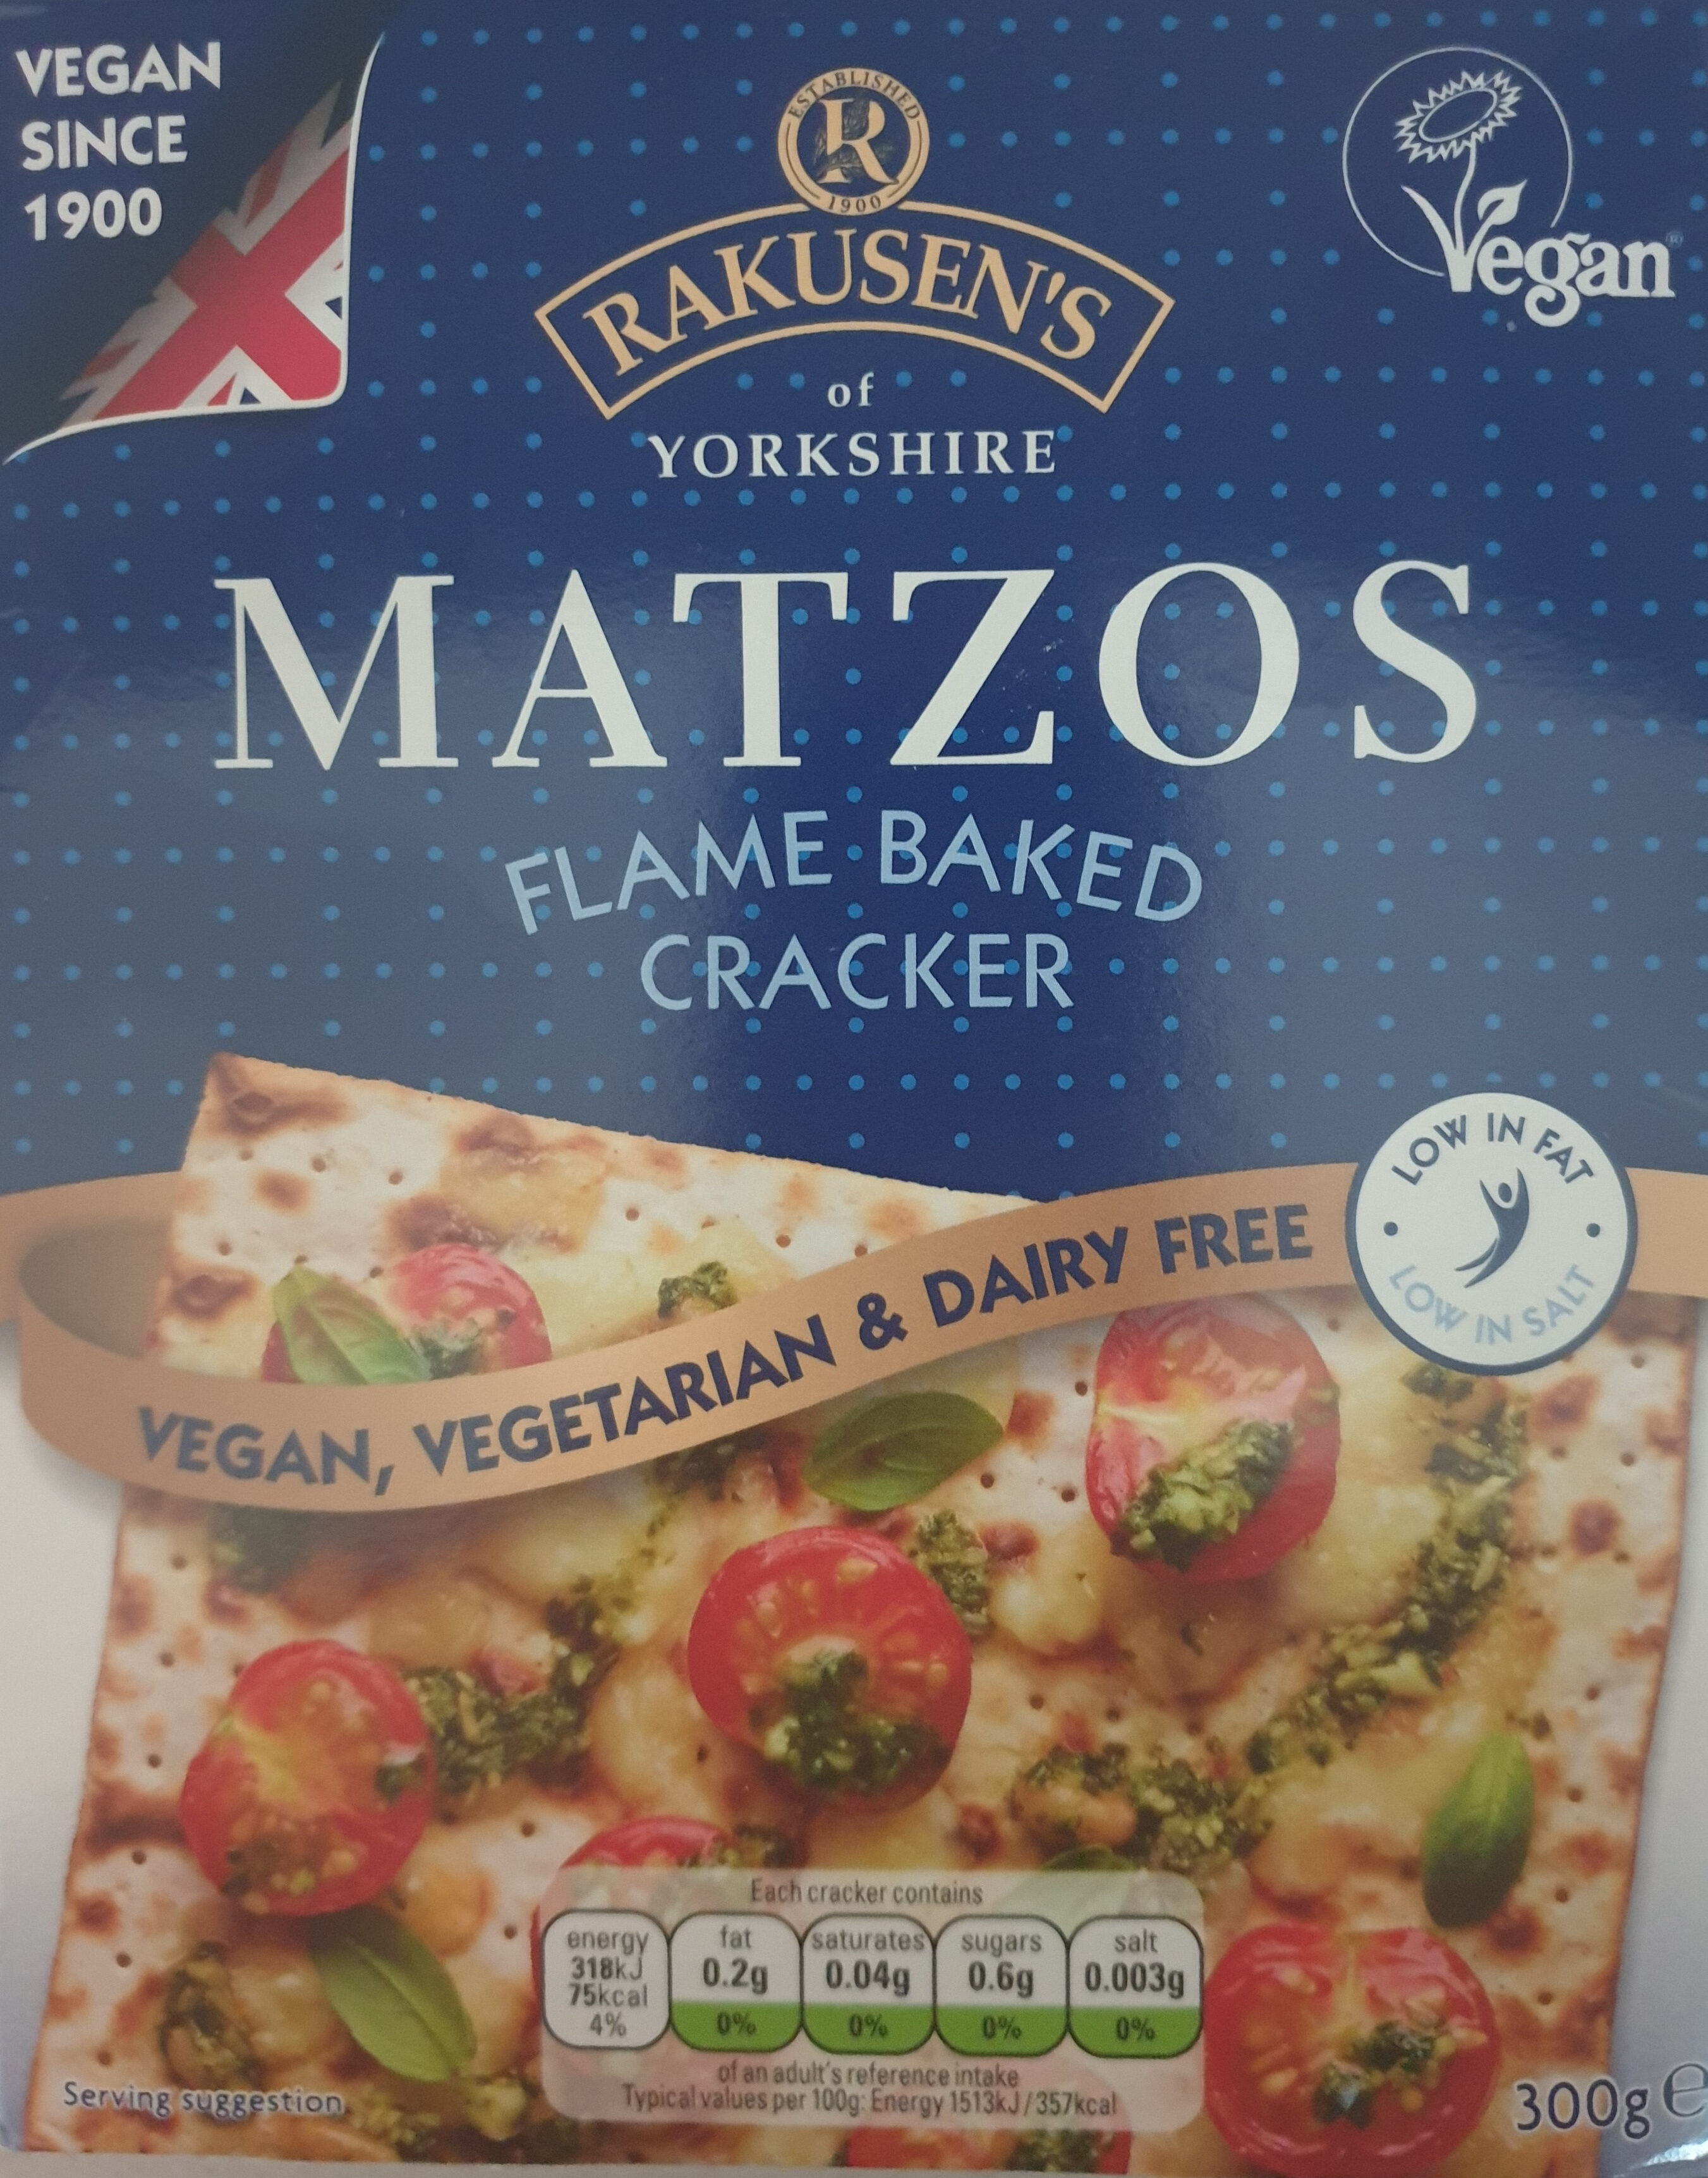 VEGAN
SINCE
1900
ESTABLISHED
R
1900
RAKUSEN'S
of
YORKSHIRE
Vegan®
MATZOS
FLAME BAKED
CRACKER
LOW IN FAT
LOW IN SALT
VEGAN, VEGETARIAN & DAIRY FREE
Each cracker contains
energy 318kJ 75kcal 4%
fat 0.2g 0%
saturates 0.04g 0%
sugars 0.6g 0%
salt 0.003g 0%
of an adult's reference intake
Typical values per 100g: Energy 1513kJ/357kcal
Serving suggestion
300g e